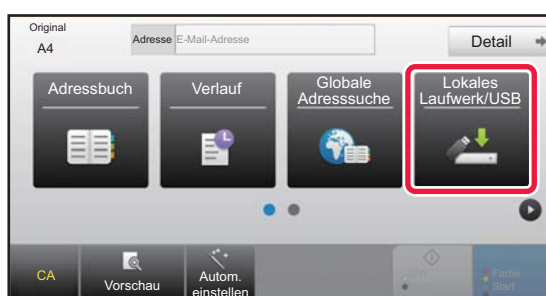 Original
A4
Adresse E-Mail-Adresse
Detail
Adressbuch
Verlauf
Globale
Adresssuche
Lokales
Laufwerk/USB
CA
Vorschau
Autom.
einstellen
S/W
Start
Farbe
Start